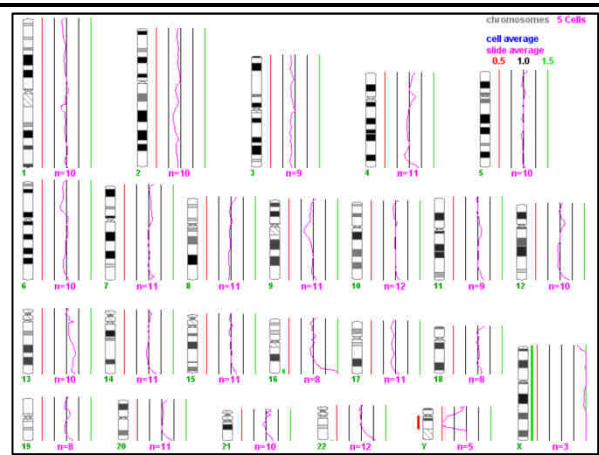 chromosomes 5 Cells
cell average
slide average
0.5 1.0 1.5
1 n=10
2 n=10
3 n=9
4 n=11
5 n=10
6 n=10
7 n=11
8 n=11
9 n=11
10 n=12
11 n=9
12 n=10
13 n=10
14 n=11
15 n=11
16 n=8
17 n=11
18 n=8
19 n=8
20 n=11
21 n=10
22 n=12
Y n=5
X n=3